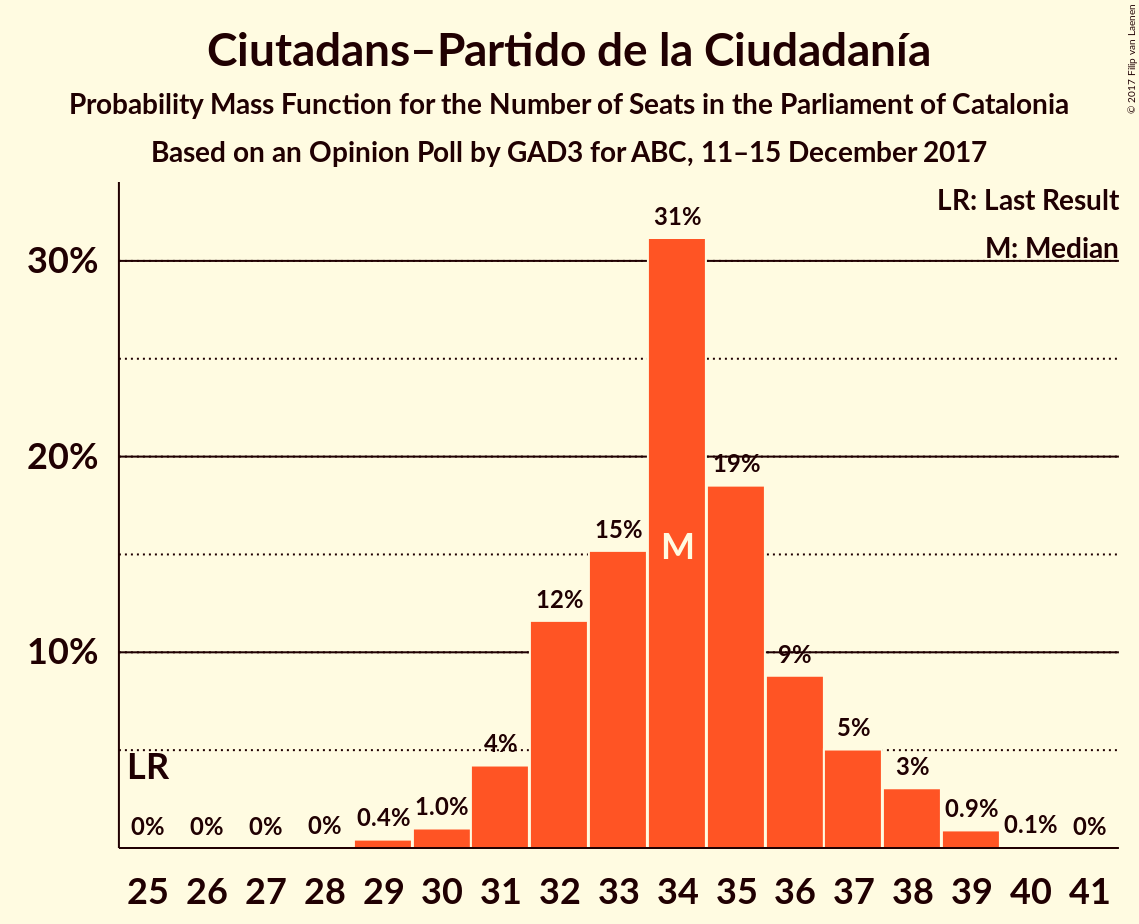 Ciutadans–Partido de la Ciudadanía
Probability Mass Function for the Number of Seats in the Parliament of Catalonia
Based on an Opinion Poll by GAD3 for ABC, 11–15 December 2017
© 2017 Filip van Laenen
LR: Last Result
M: Median
30%
20%
10%
31%
19%
15%
M
12%
9%
5%
4%
3%
LR
0% 0% 0% 0% 0.4% 1.0% 0.9% 0.1% 0%
25 26 27 28 29 30 31 32 33 34 35 36 37 38 39 40 41